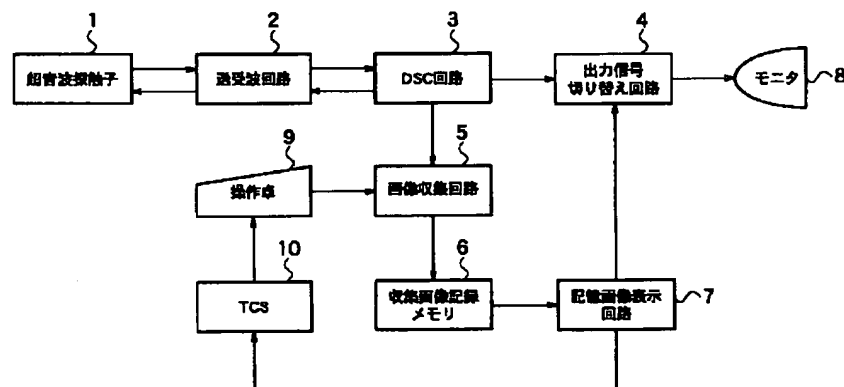 1
2
3
4
超音波探触子
送受波回路
DSC回路
出力信号
切り替え回路
モニタ
8
9
5
操作卓
画像収集回路
10
6
TCS
収集画像記録
メモリ
記憶画像表示
回路
7